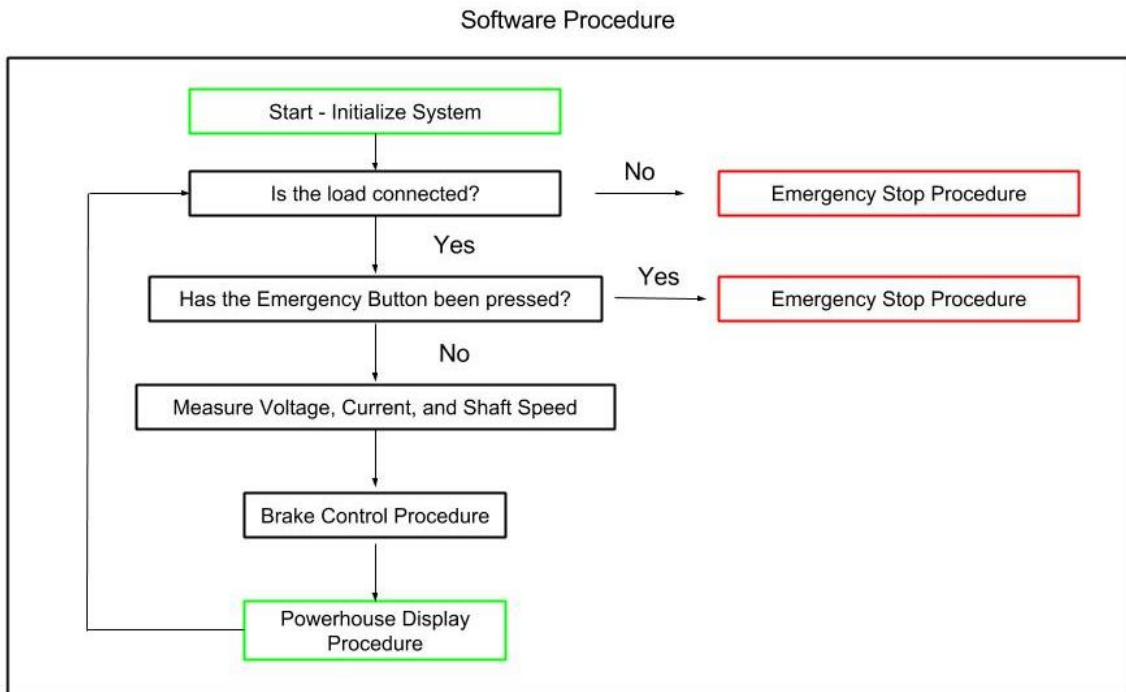 Software Procedure
Start - Initialize System
Is the load connected?
No
Emergency Stop Procedure
Yes
Has the Emergency Button been pressed?
Yes
Emergency Stop Procedure
No
Measure Voltage, Current, and Shaft Speed
Brake Control Procedure
Powerhouse Display
Procedure